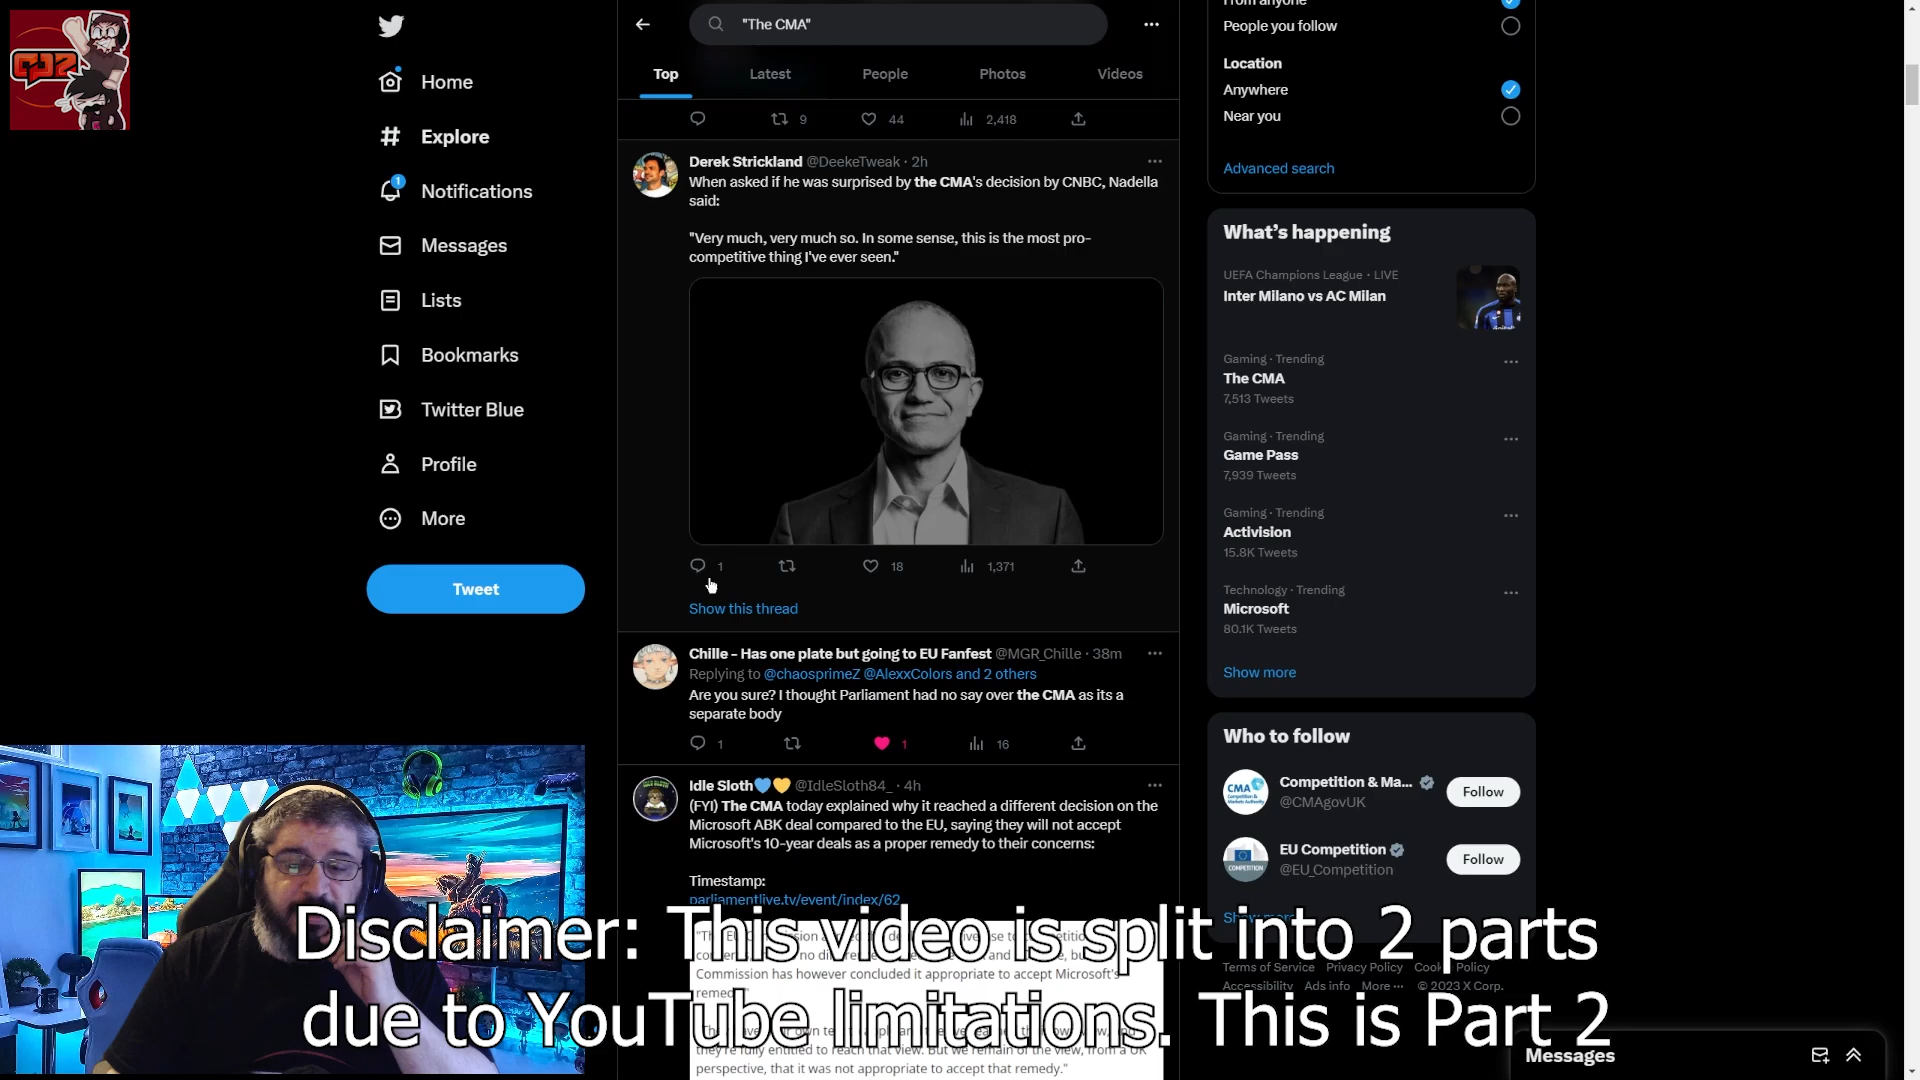 "The CMA"
Top Latest People Photos Videos
9 44 2,418
Home
Explore
Notifications
1
Messages
Lists
Bookmarks
Twitter Blue
Profile
More
Tweet
Derek Strickland @DeekeTweak · 2h
When asked if he was surprised by the CMA's decision by CNBC, Nadella
said:
"Very much, very much so. In some sense, this is the most pro-
competitive thing I've ever seen."
1 18 1,371
Show this thread
Chille - Has one plate but going to EU Fanfest @MGR_Chille · 38m
Replying to @chaosprimeZ @AlexxColors and 2 others
Are you sure? I thought Parliament had no say over the CMA as its a
separate body
1 1 16
Idle Sloth💙💛 @IdleSloth84_ · 4h
(FYI) The CMA today explained why it reached a different decision on the
Microsoft ABK deal compared to the EU, saying they will not accept
Microsoft's 10-year deals as a proper remedy to their concerns:
Timestamp:
parliamentlive.tv/event/index/62
Commission has however concluded it appropriate to accept Microsoft's
they're fully entitled to reach that view. But we remain of the view, from a UK
perspective, that it was not appropriate to accept that remedy."
From anyone
People you follow
Location
Anywhere
Near you
Advanced search
What's happening
UEFA Champions League · LIVE
Inter Milano vs AC Milan
Gaming · Trending
The CMA
7,513 Tweets
Gaming · Trending
Game Pass
7,939 Tweets
Gaming · Trending
Activision
15.8K Tweets
Technology · Trending
Microsoft
80.1K Tweets
Show more
Who to follow
Competition & Ma...
@CMAgovUK
Follow
EU Competition
@EU_Competition
Follow
Show more
Terms of Service Privacy Policy Cookie Policy
Accessibility Ads info More ··· © 2023 X Corp.
Messages
Disclaimer: This video is split into 2 parts
due to YouTube limitations. This is Part 2